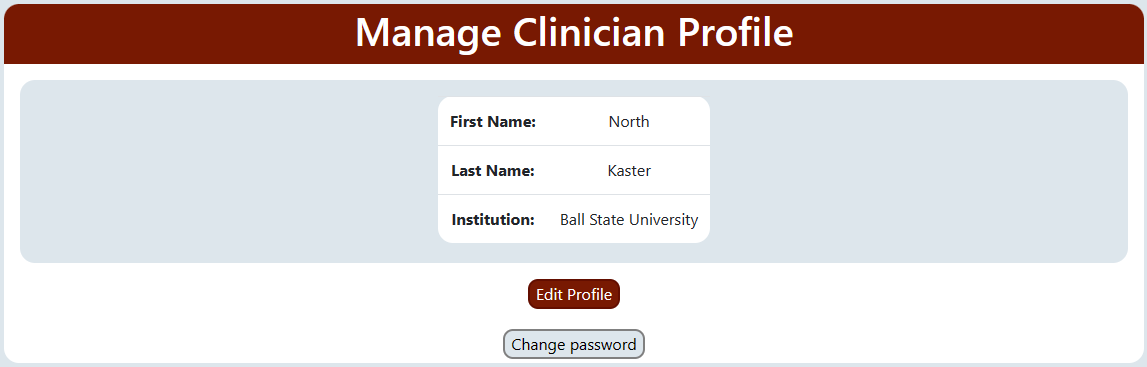 Manage Clinician Profile
First Name: North
Last Name: Kaster
Institution: Ball State University
Edit Profile
Change password